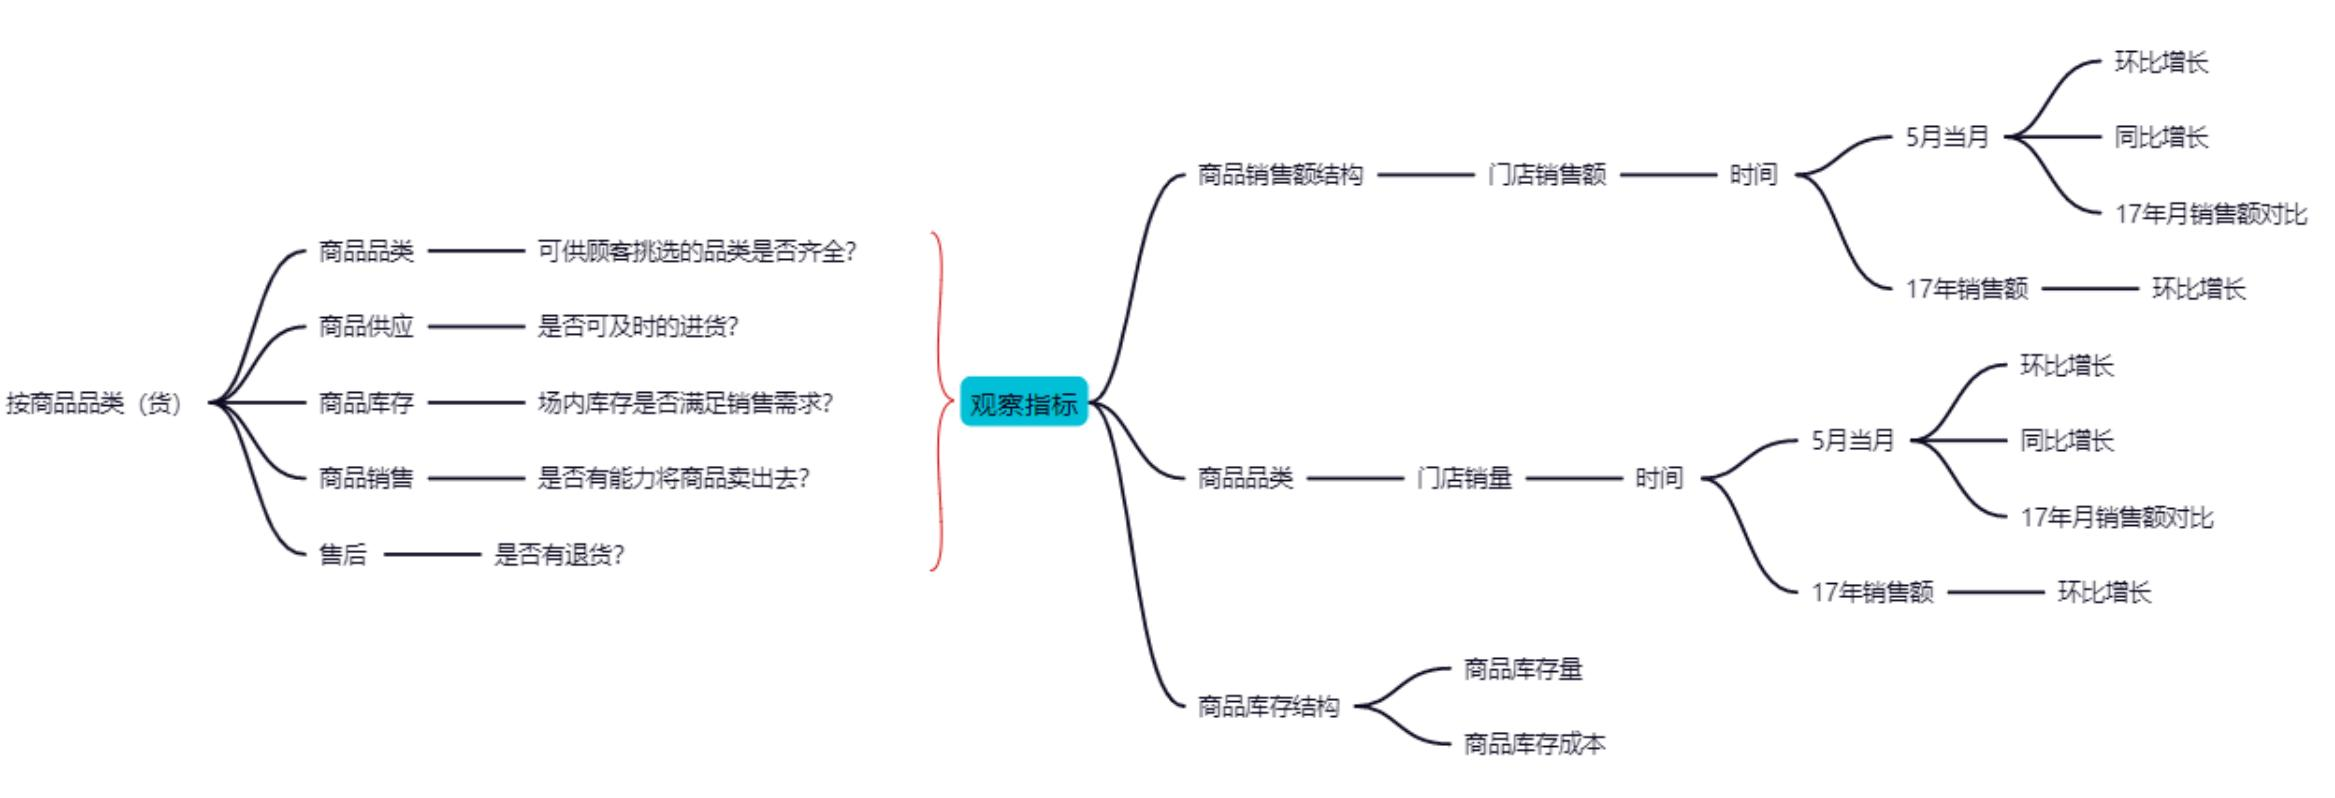 按商品品类（货）
商品品类
可供顾客挑选的品类是否齐全?
商品供应
是否可及时的进货?
商品库存
场内库存是否满足销售需求?
商品销售
是否有能力将商品卖出去?
售后
是否有退货?
观察指标
商品销售额结构
门店销售额
时间
5月当月
环比增长
同比增长
17年月销售额对比
17年销售额
环比增长
商品品类
门店销量
时间
5月当月
环比增长
同比增长
17年月销售额对比
17年销售额
环比增长
商品库存结构
商品库存量
商品库存成本